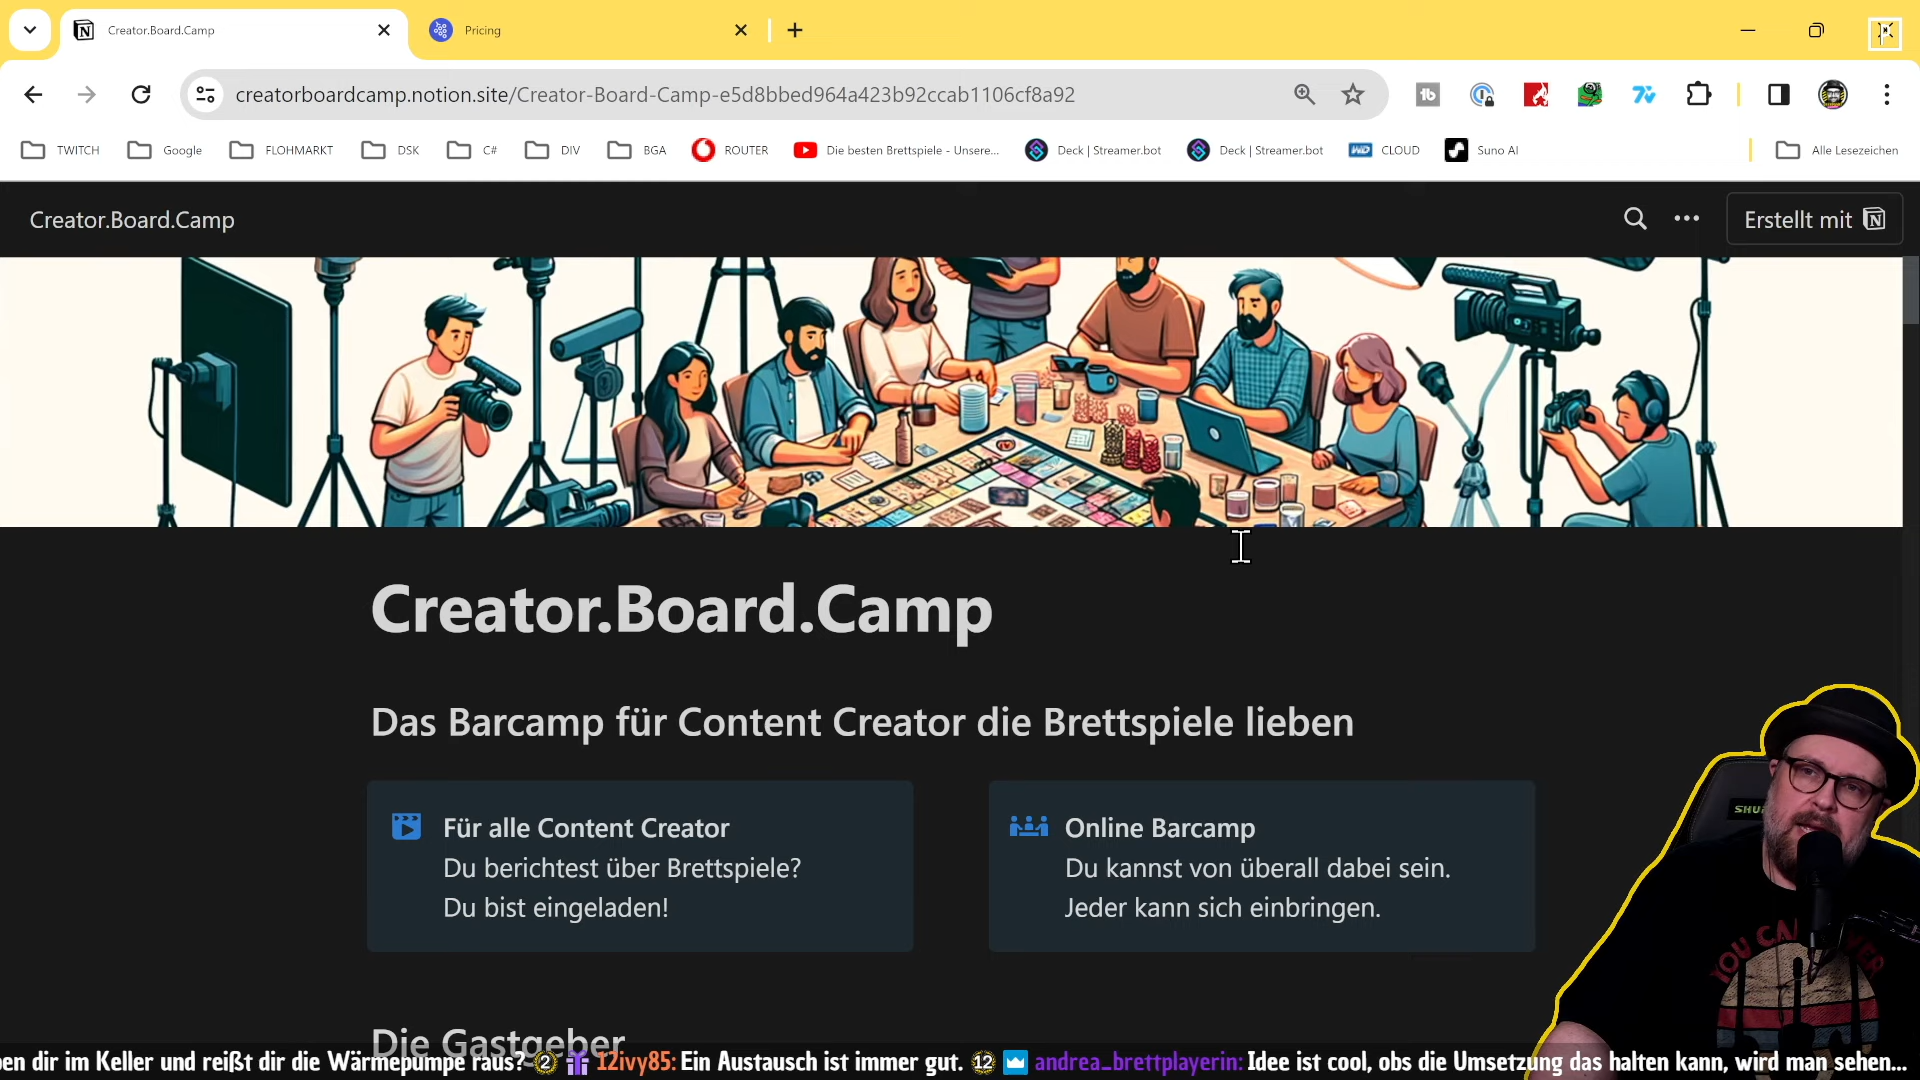 Creator.Board.Camp
Pricing
creatorboardcamp.notion.site/Creator-Board-Camp-e5d8bbed964a423b92ccab1106cf8a92
TWITCH
Google
FLOHMARKT
DSK
C#
DIV
BGA
ROUTER
Die besten Brettspiele - Unsere...
Deck | Streamer.bot
Deck | Streamer.bot
CLOUD
Suno AI
Alle Lesezeichen
Creator.Board.Camp
Erstellt mit
Creator.Board.Camp
Das Barcamp für Content Creator die Brettspiele lieben
Für alle Content Creator
Du berichtest über Brettspiele?
Du bist eingeladen!
Online Barcamp
Du kannst von überall dabei sein.
Jeder kann sich einbringen.
Die Gastgeber
en dir im Keller und reißt dir die Wärmepumpe raus? 2 12ivy85: Ein Austausch ist immer gut. 12 andrea_brettplayerin: Idee ist cool, obs die Umsetzung das halten kann, wird man sehen...
YOU CAN